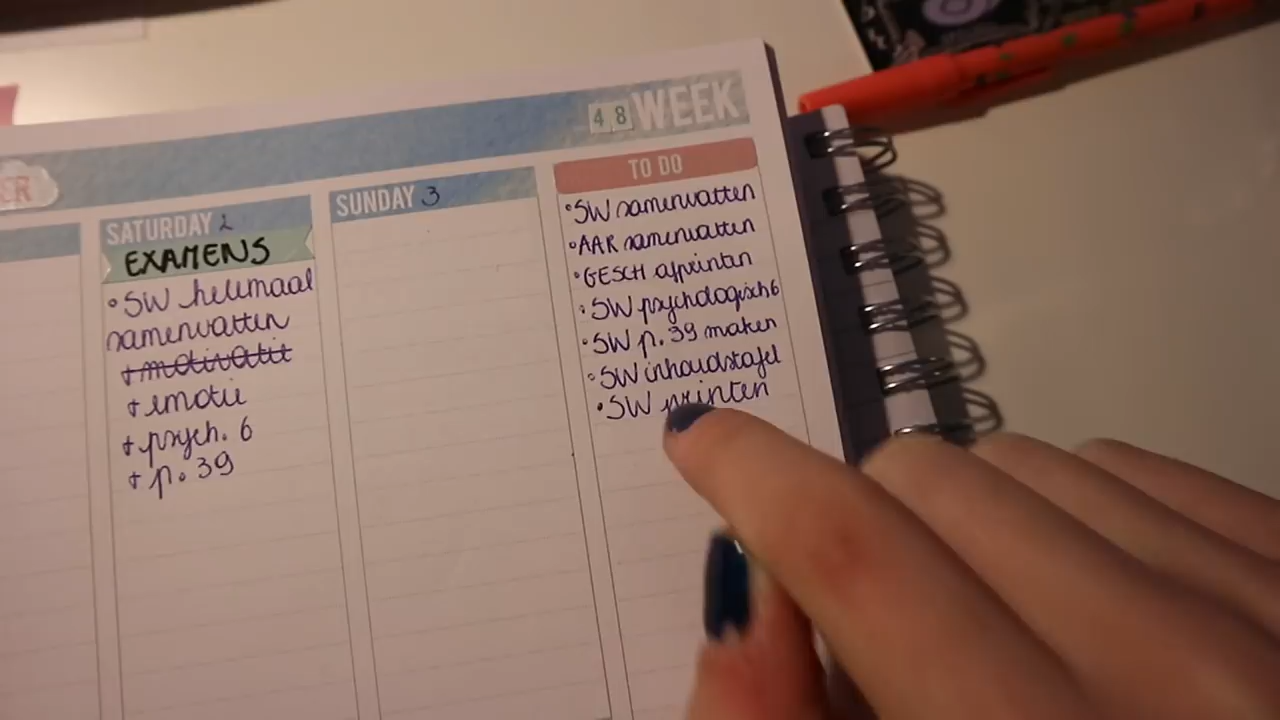 48 WEEK
ER
SATURDAY 2
EXAMENS
• SW helemaal
samenvatten
+ motivatie
+ emotie
+ psych. 6
+ p. 39
SUNDAY 3
TO DO
• SW samenvatten
• AAR samenvatten
• GESCH afprinten
• SW psychologisch 6
• SW p. 39 maken
• SW inhoudstafel
• SW printen